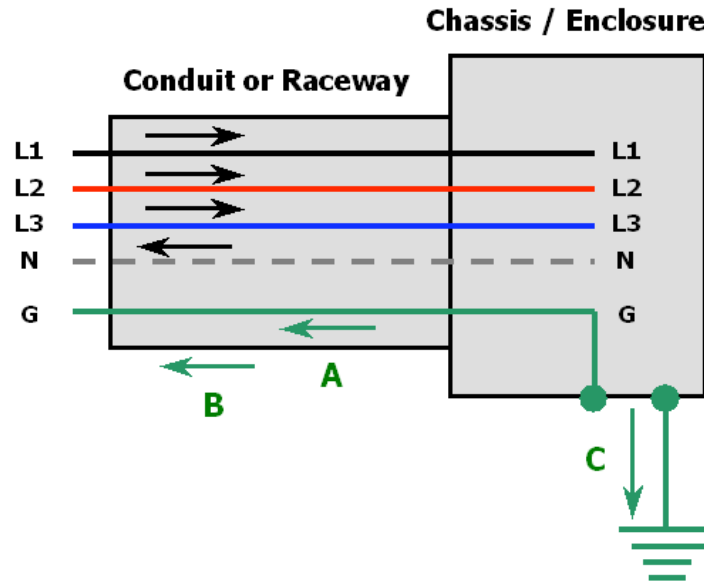 Chassis / Enclosure
Conduit or Raceway
L1 L1
L2 L2
L3 L3
N N
G G
A
B
C